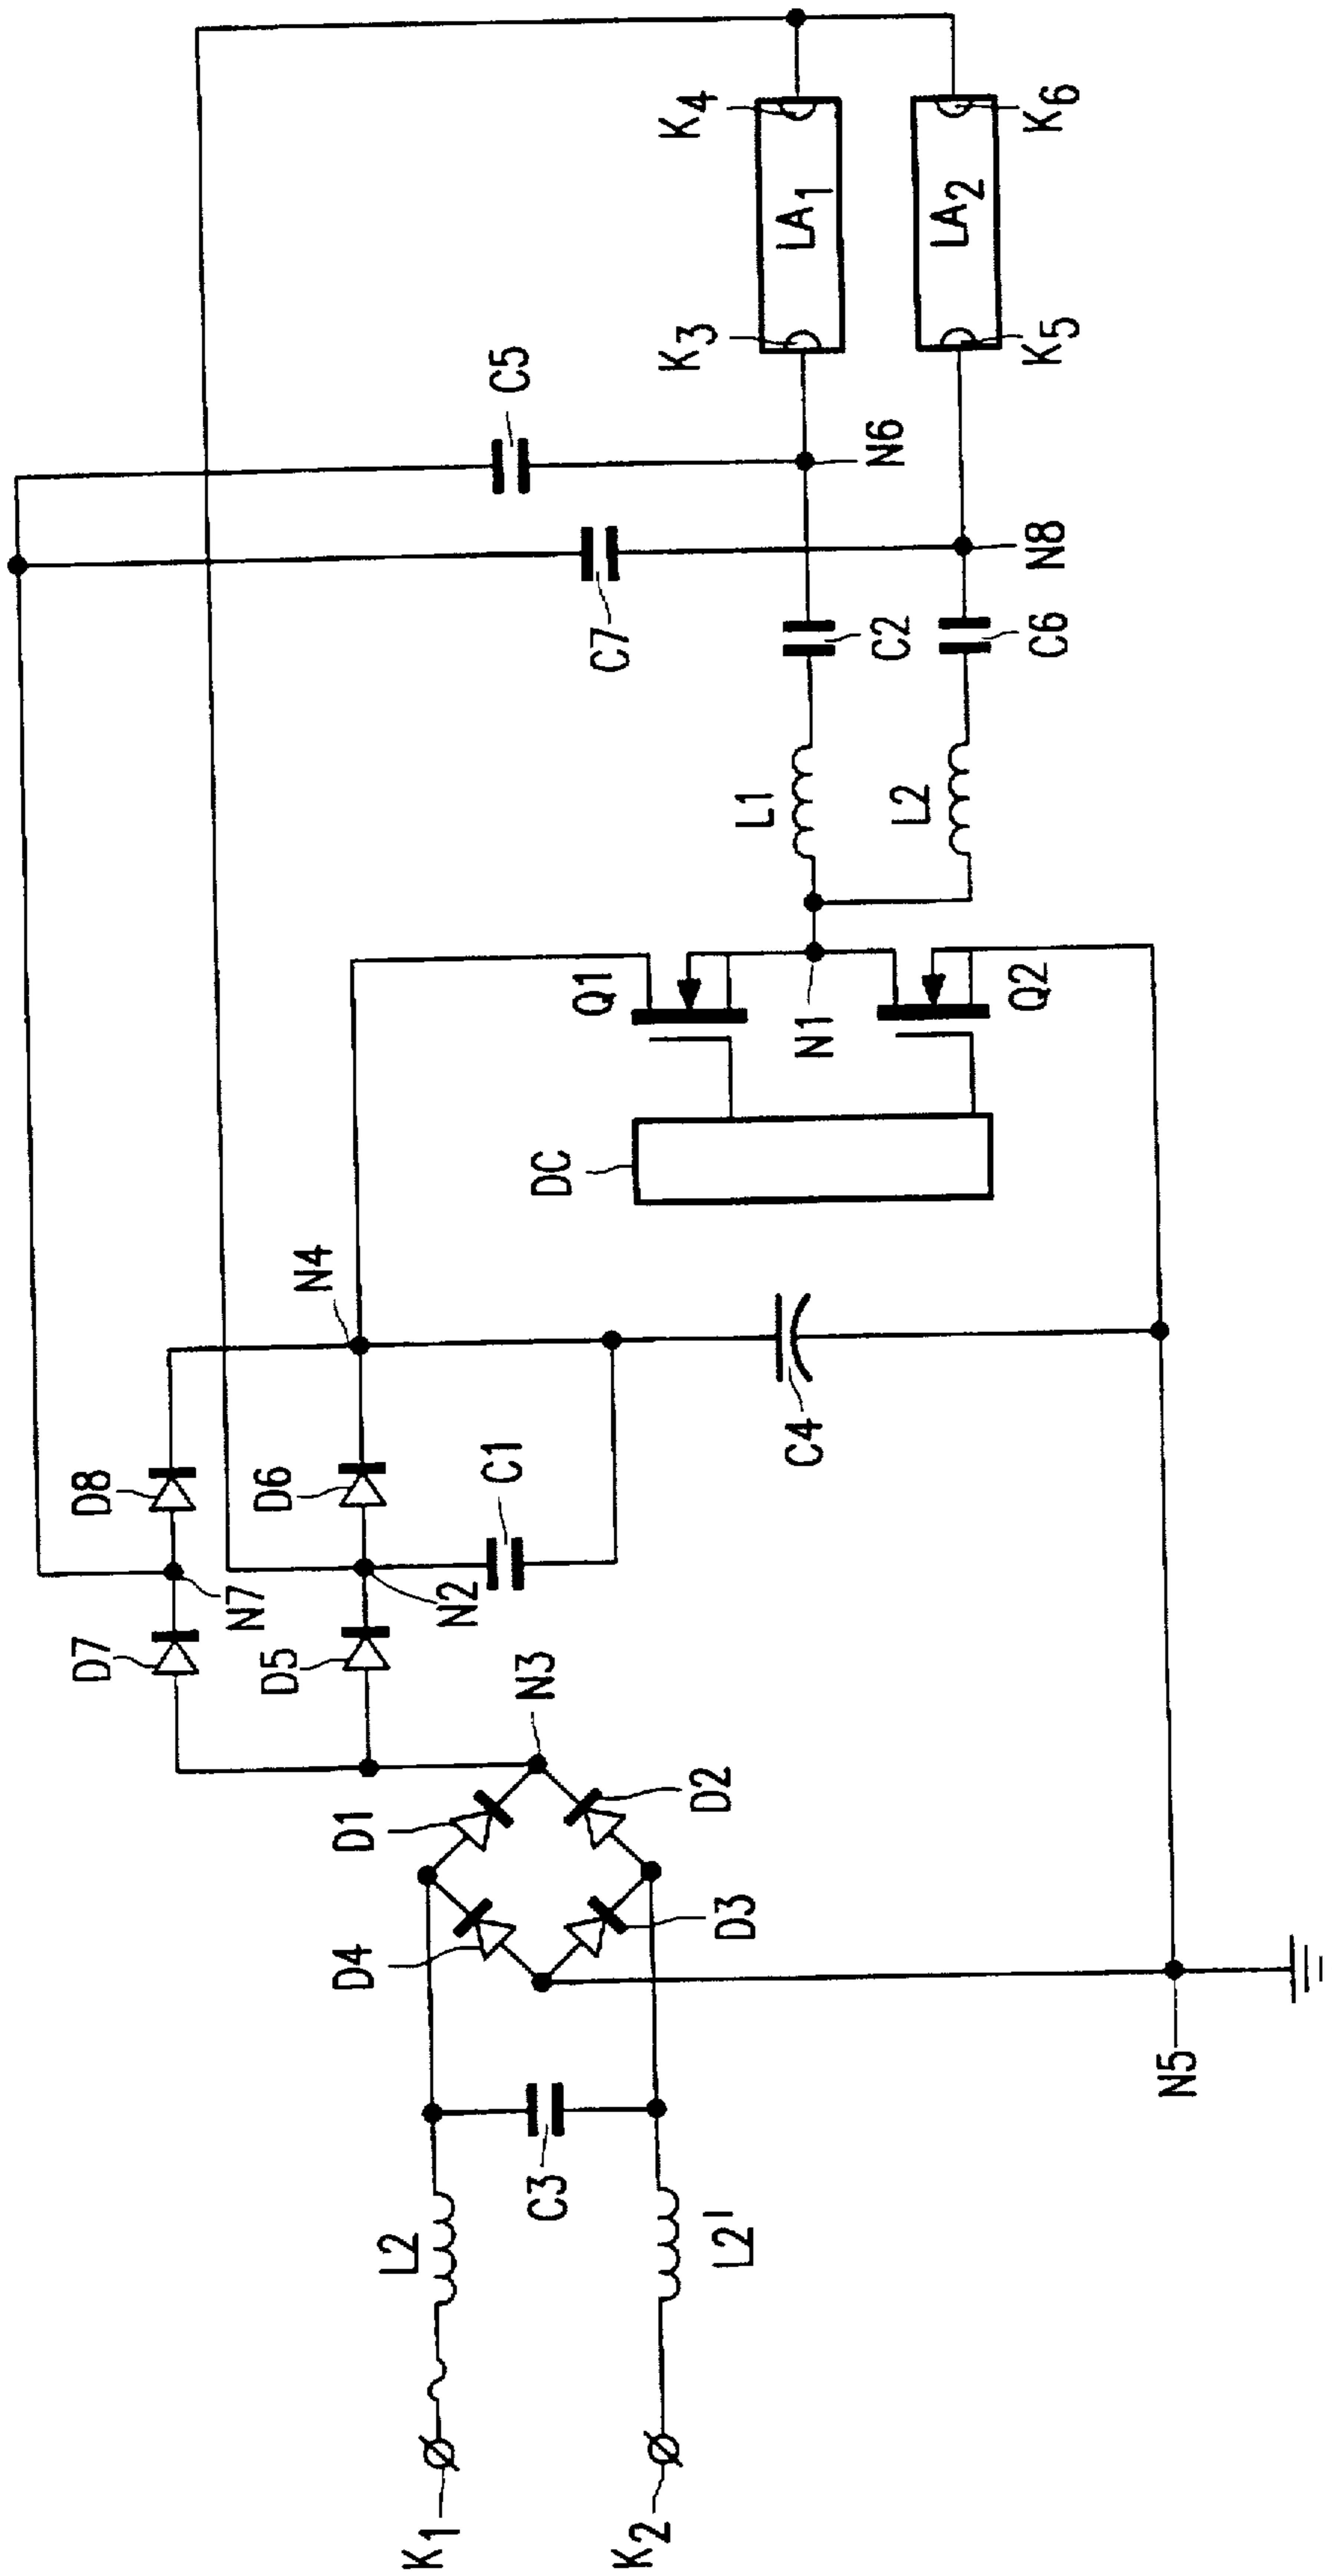 K1
K2
L2
L2'
C3
D4
D3
D1
D2
N3
N5
D7
D5
N7
N2
D8
D6
C1
N4
C4
DC
Q1
N1
Q2
L1
L2
C7
C2
C6
C5
N6
N8
K3
K5
LA1
LA2
K4
K6